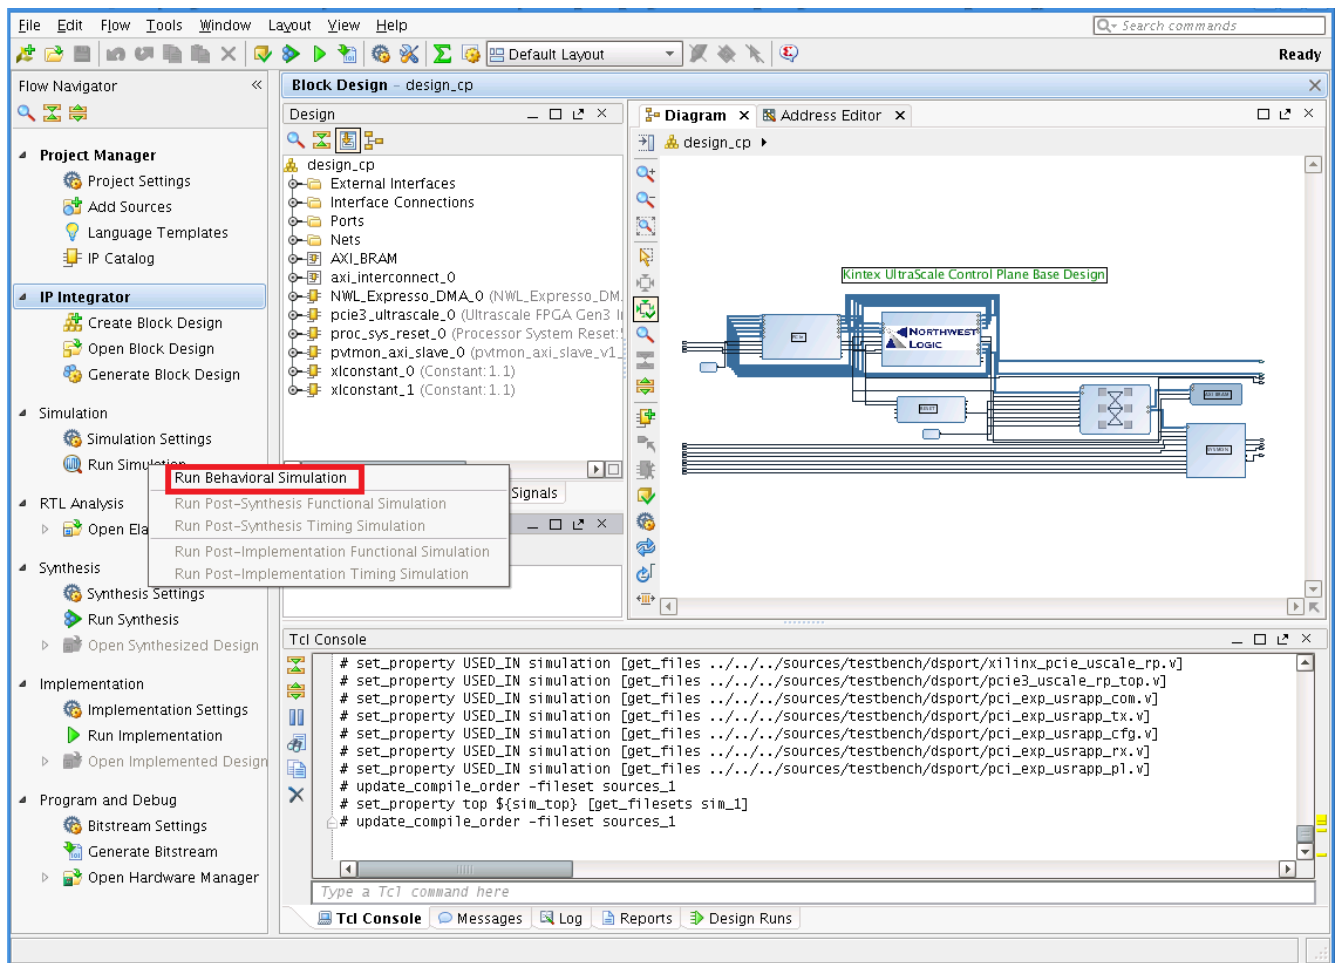 File Edit Flow Tools Window Layout View Help
Search commands
Default Layout
Ready
Flow Navigator
Project Manager
Project Settings
Add Sources
Language Templates
IP Catalog
IP Integrator
Create Block Design
Open Block Design
Generate Block Design
Simulation
Simulation Settings
Run Simulation
RTL Analysis
Open Ela
Synthesis
Synthesis Settings
Run Synthesis
Open Synthesized Design
Implementation
Implementation Settings
Run Implementation
Open Implemented Design
Program and Debug
Bitstream Settings
Generate Bitstream
Open Hardware Manager
Run Behavioral Simulation
Run Post-Synthesis Functional Simulation
Run Post-Synthesis Timing Simulation
Run Post-Implementation Functional Simulation
Run Post-Implementation Timing Simulation
Block Design - design_cp
Design
design_cp
External Interfaces
Interface Connections
Ports
Nets
AXI_BRAM
axi_interconnect_0
NWL_Expresso_DMA_0 (NWL_Expresso_DM
pcie3_ultrascale_0 (Ultrascale FPGA Gen3 I
proc_sys_reset_0 (Processor System Reset:
pvtmon_axi_slave_0 (pvtmon_axi_slave_v1_
xlconstant_0 (Constant:1.1)
xlconstant_1 (Constant:1.1)
Signals
Diagram Address Editor
design_cp
Kintex UltraScale Control Plane Base Design
NORTHWEST
LOGIC
Tcl Console
# set_property USED_IN simulation [get_files ../../../sources/testbench/dsport/xilinx_pcie_uscale_rp.v]
# set_property USED_IN simulation [get_files ../../../sources/testbench/dsport/pcie3_uscale_rp_top.v]
# set_property USED_IN simulation [get_files ../../../sources/testbench/dsport/pci_exp_usrapp_com.v]
# set_property USED_IN simulation [get_files ../../../sources/testbench/dsport/pci_exp_usrapp_tx.v]
# set_property USED_IN simulation [get_files ../../../sources/testbench/dsport/pci_exp_usrapp_cfg.v]
# set_property USED_IN simulation [get_files ../../../sources/testbench/dsport/pci_exp_usrapp_rx.v]
# set_property USED_IN simulation [get_files ../../../sources/testbench/dsport/pci_exp_usrapp_pl.v]
# update_compile_order -fileset sources_1
# set_property top ${sim_top} [get_filesets sim_1]
# update_compile_order -fileset sources_1
Type a Tcl command here
Tcl Console Messages Log Reports Design Runs